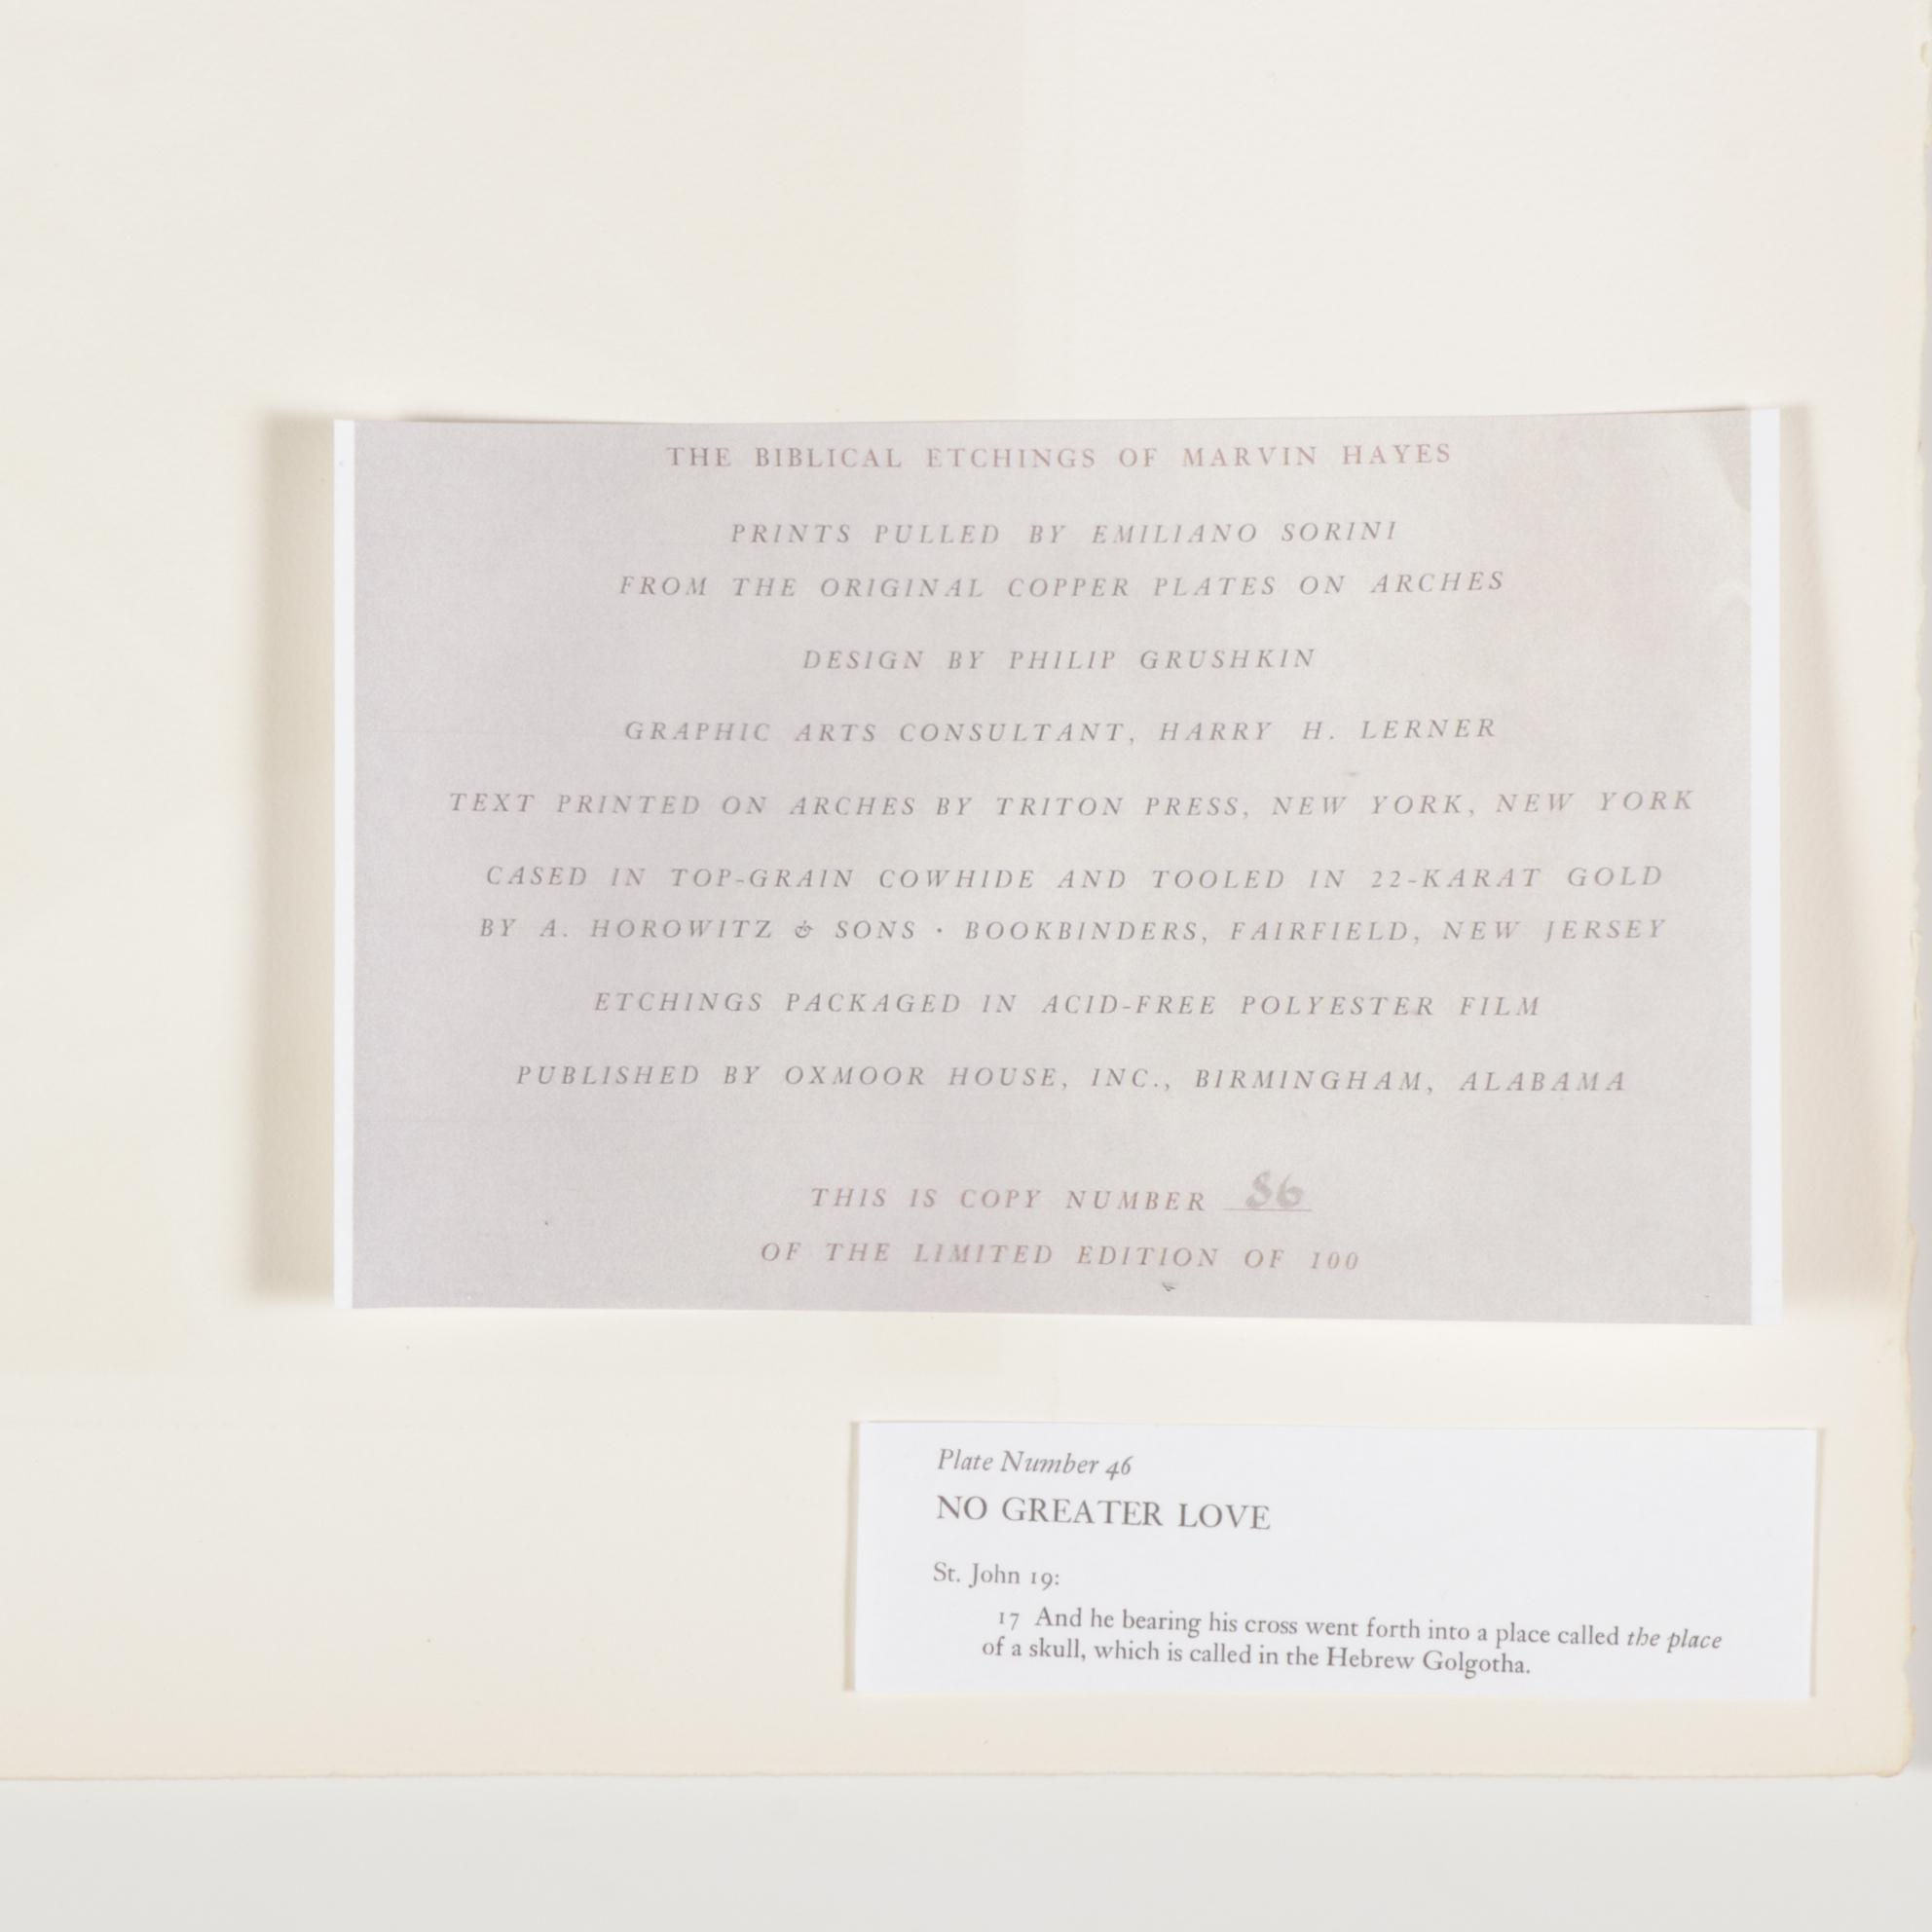 THE BIBLICAL ETCHINGS OF MARVIN HAYES
PRINTS PULLED BY EMILIANO SORINI
FROM THE ORIGINAL COPPER PLATES ON ARCHES
DESIGN BY PHILIP GRUSHKIN
GRAPHIC ARTS CONSULTANT, HARRY H. LERNER
TEXT PRINTED ON ARCHES BY TRITON PRESS, NEW YORK, NEW YORK
CASED IN TOP-GRAIN COWHIDE AND TOOLED IN 22-KARAT GOLD
BY A. HOROWITZ & SONS · BOOKBINDERS, FAIRFIELD, NEW JERSEY
ETCHINGS PACKAGED IN ACID-FREE POLYESTER FILM
PUBLISHED BY OXMOOR HOUSE, INC., BIRMINGHAM, ALABAMA
THIS IS COPY NUMBER 86
OF THE LIMITED EDITION OF 100
Plate Number 46
NO GREATER LOVE
St. John 19:
17 And he bearing his cross went forth into a place called the place
of a skull, which is called in the Hebrew Golgotha.